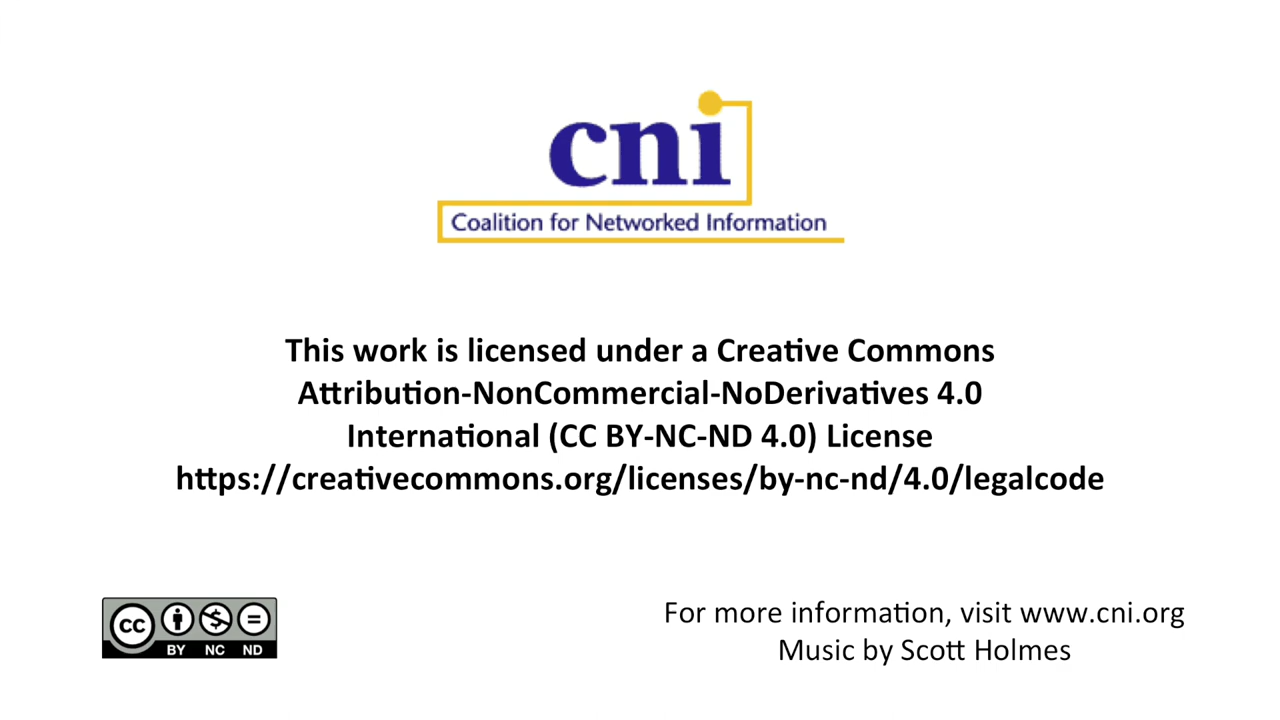 cni
Coalition for Networked Information
This work is licensed under a Creative Commons
Attribution-NonCommercial-NoDerivatives 4.0
International (CC BY-NC-ND 4.0) License
https://creativecommons.org/licenses/by-nc-nd/4.0/legalcode
cc $ =
BY NC ND
For more information, visit www.cni.org
Music by Scott Holmes